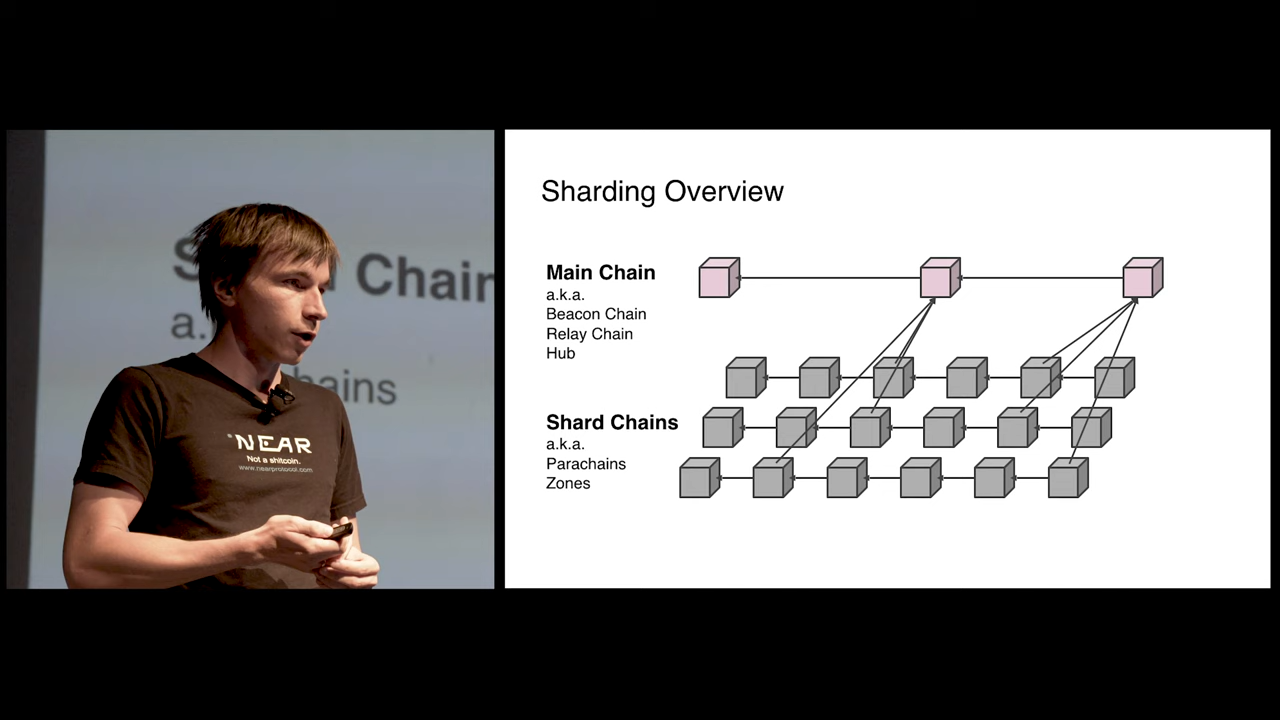 S Chain
a.
hains
NEAR
Not a shitcoin.
www.nearprotocol.com
Sharding Overview
Main Chain
a.k.a.
Beacon Chain
Relay Chain
Hub
Shard Chains
a.k.a.
Parachains
Zones